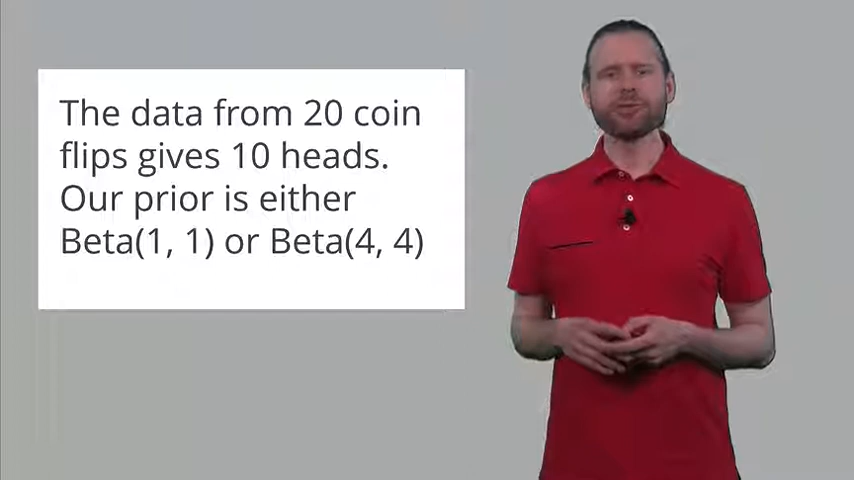 The data from 20 coin
flips gives 10 heads.
Our prior is either
Beta(1, 1) or Beta(4, 4)